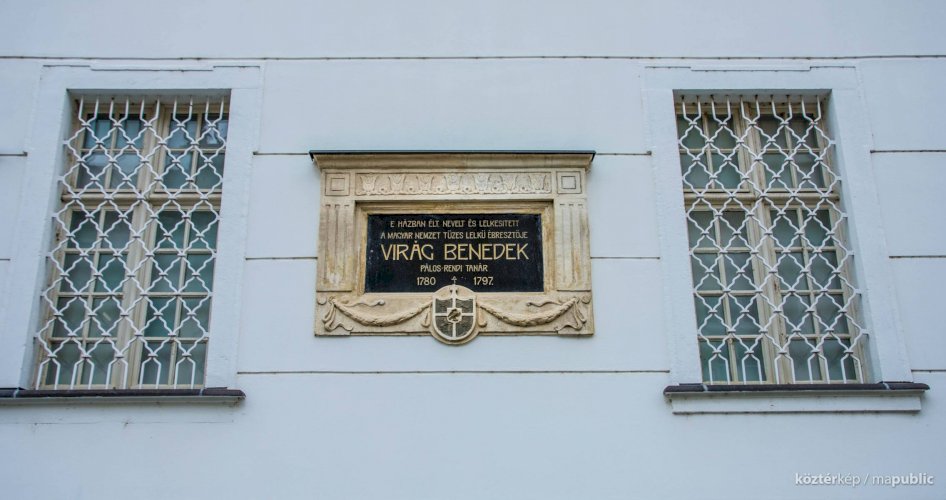 E HÁZBAN ÉLT, NEVELT ÉS LELKESÍTETT
A MAGYAR NEMZET TÜZES LELKŰ ÉBRESZTŐJE
VIRÁG BENEDEK
PÁLOS-RENDI TANÁR
1780 1797.
köztérkép / mapublic